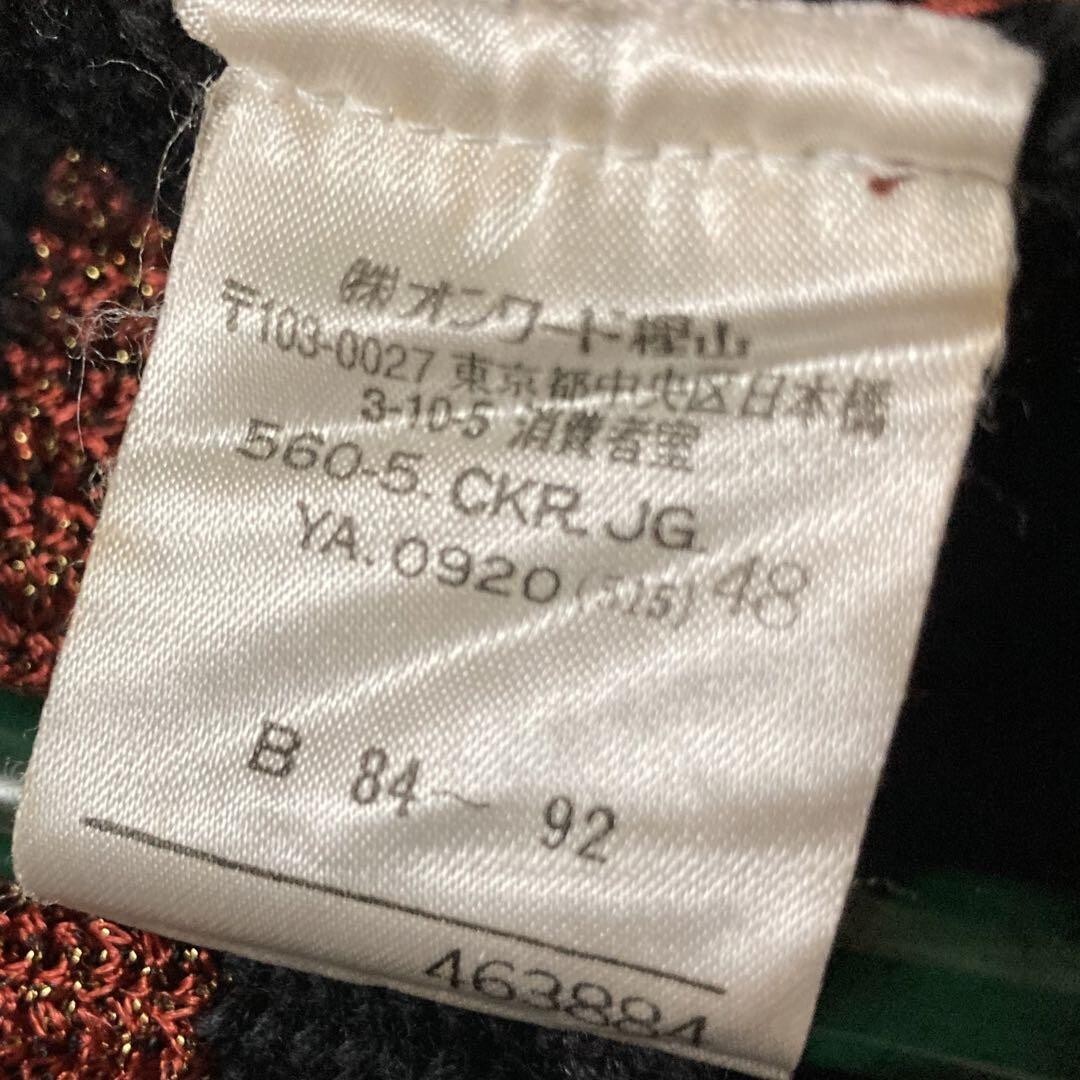 ㈱オンワード樫山
〒103-0027 東京都中央区日本橋
3-10-5 消費者室
560-5. CKR. JG.
YA. 0920 48
B 84～ 92
463884